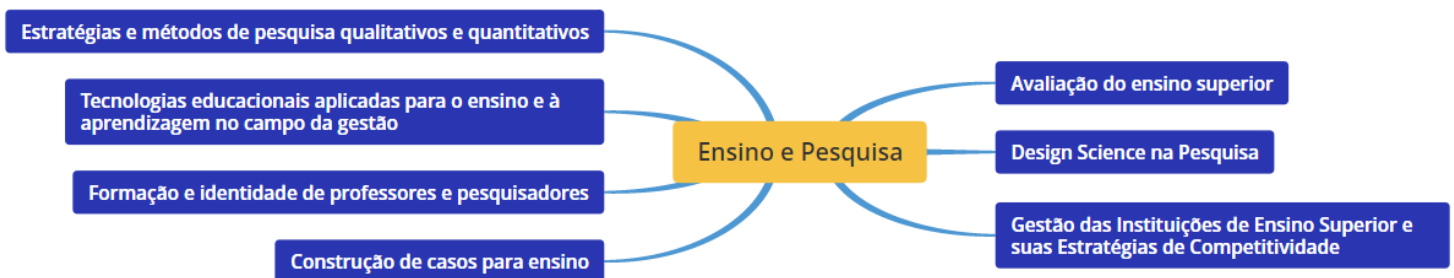 Estratégias e métodos de pesquisa qualitativos e quantitativos
Tecnologias educacionais aplicadas para o ensino e à
aprendizagem no campo da gestão
Formação e identidade de professores e pesquisadores
Construção de casos para ensino
Ensino e Pesquisa
Avaliação do ensino superior
Design Science na Pesquisa
Gestão das Instituições de Ensino Superior e
suas Estratégias de Competitividade